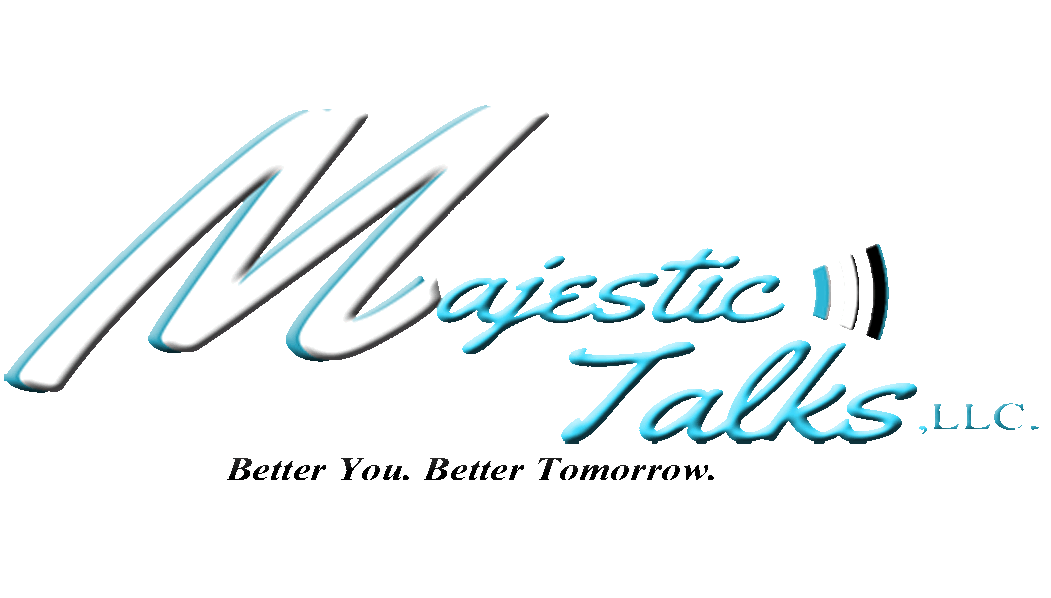 Majestic
Talks ,LLC.
Better You. Better Tomorrow.